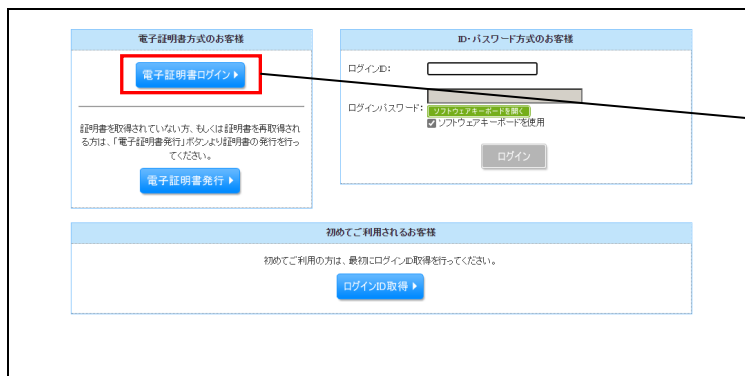 電子証明書方式のお客様
電子証明書ログイン
証明書を取得されていない方、もしくは証明書を再取得され
る方は、「電子証明書発行」ボタンより証明書の発行を行っ
てください。
電子証明書発行
ID・パスワード方式のお客様
ログインID：
ログインパスワード：
ソフトウェアキーボードを開く
ソフトウェアキーボードを使用
ログイン
初めてご利用されるお客様
初めてご利用の方は、最初にログインID取得を行ってください。
ログインID取得